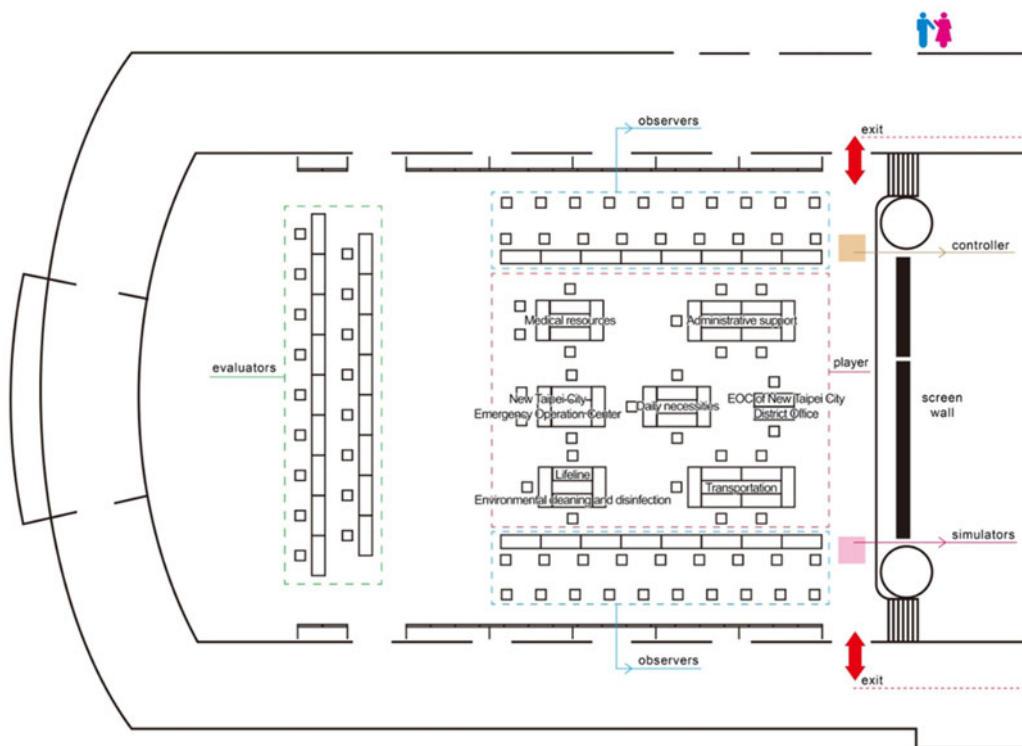 observers
exit
controller
Medical resources
Administrative support
evaluators
player
New Taipei City
Emergency Operation Center
Daily necessities
EOC of New Taipei City
District Office
screen
wall
Lifeline
Environmental cleaning and disinfection
Transportation
simulators
observers
exit